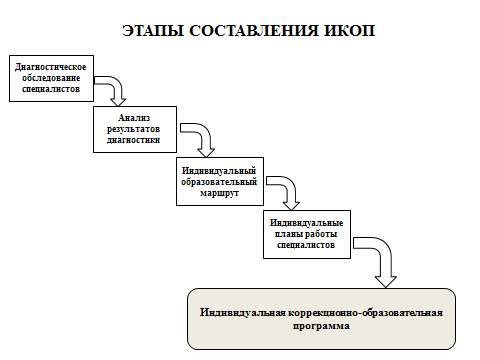 ЭТАПЫ СОСТАВЛЕНИЯ ИКОП
Диагностическое
обследование
специалистов
Анализ
результатов
диагностики
Индивидуальный
образовательный
маршрут
Индивидуальные
планы работы
специалистов
Индивидуальная коррекционно-образовательная
программа